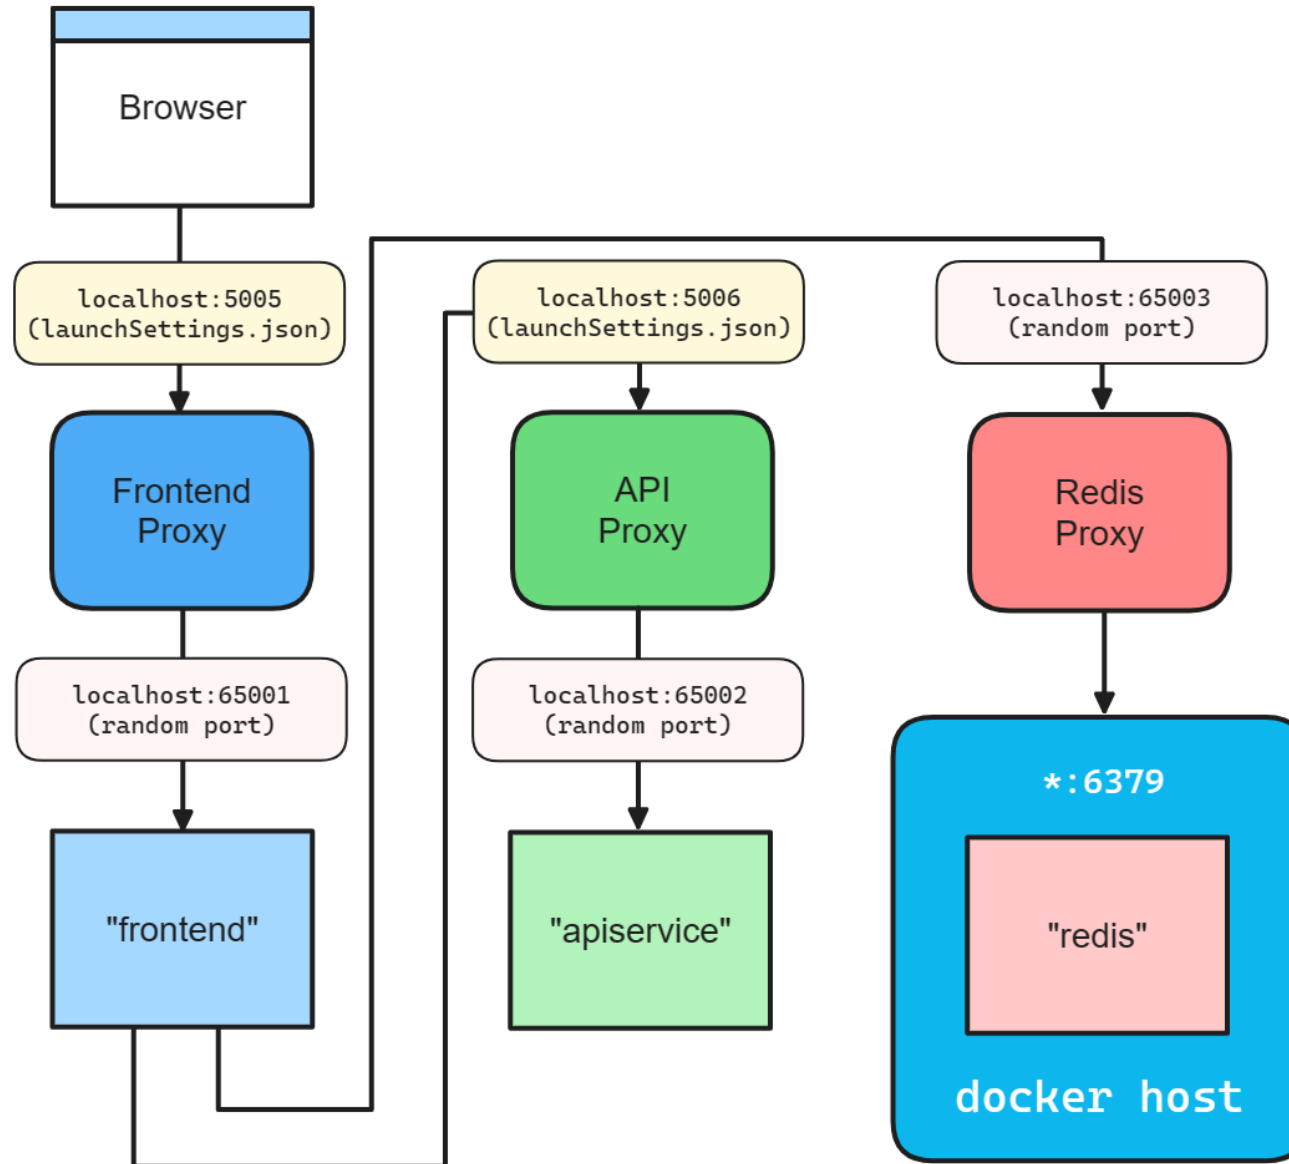 Browser
localhost:5005
(launchSettings.json)
localhost:5006
(launchSettings.json)
localhost:65003
(random port)
Frontend
Proxy
API
Proxy
Redis
Proxy
localhost:65001
(random port)
localhost:65002
(random port)
*:6379
"frontend"
"apiservice"
"redis"
docker host